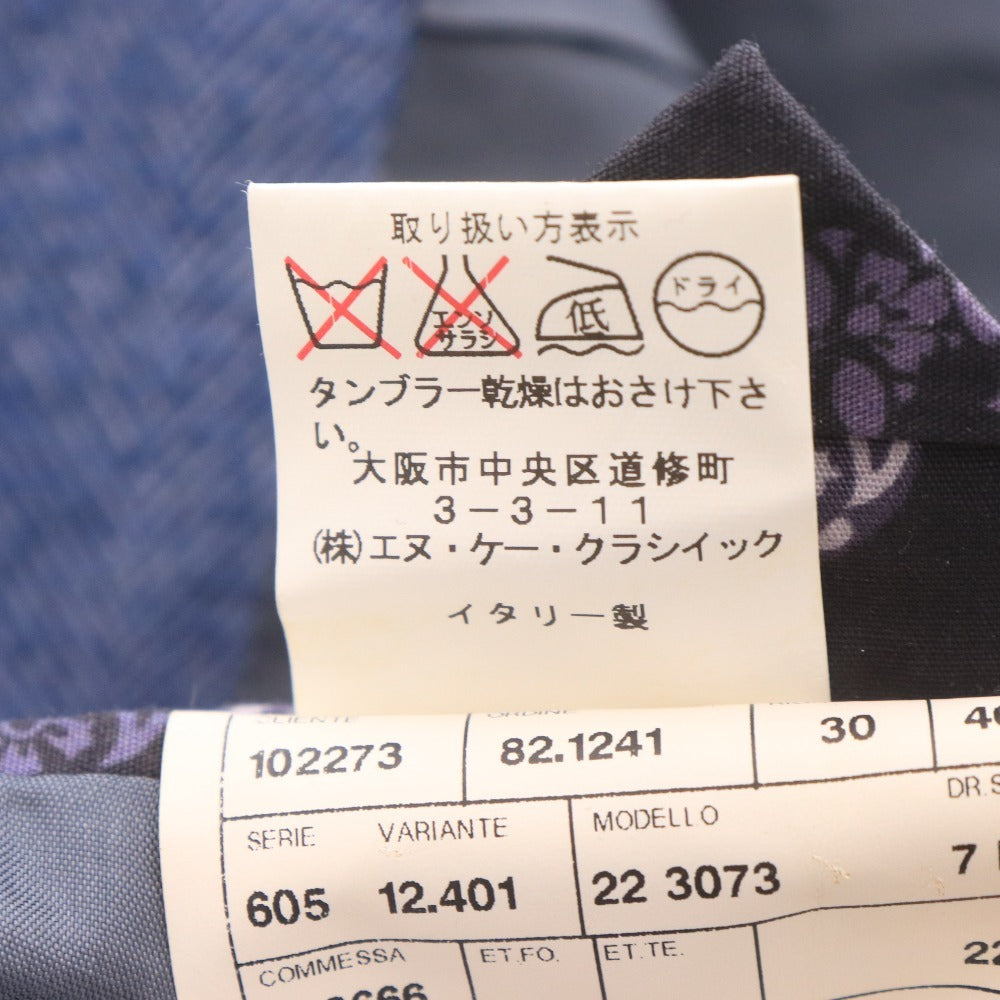 取り扱い方表示
エンソ
サラシ
低
ドライ
タンブラー乾燥はおさけ下さ
い。
大阪市中央区道修町
3-3-11
(株)エヌ・ケー・クラシイック
イタリー製
CLIENTE ORDINE
102273 82.1241 30
SERIE VARIANTE MODELLO
605 12.401 22 3073 7
COMMESSA ET.FO. ET.TE.